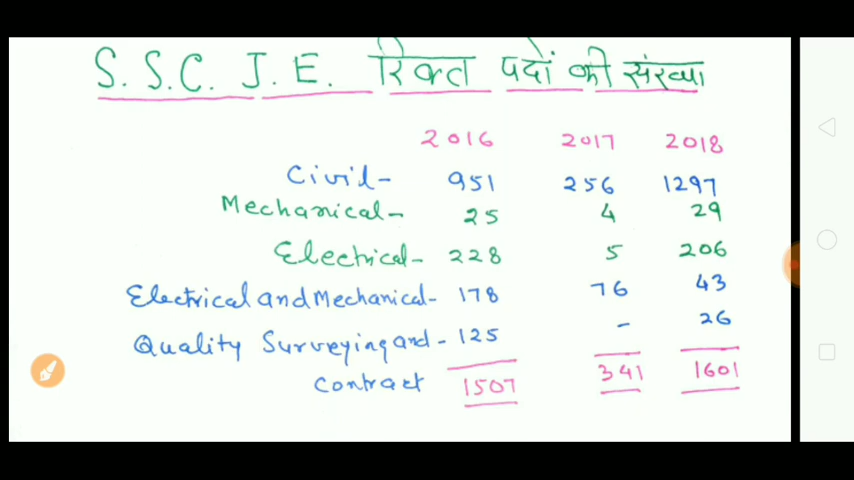 S. S. C. J. E. रिक्त पदों की संख्या
2016 2017 2018
Civil- 951 256 1297
Mechanical- 25 4 29
Electrical- 228 5 206
Electrical and Mechanical- 178 76 43
Quality Surveying and- 125 - 26
Contract 1507 341 1601